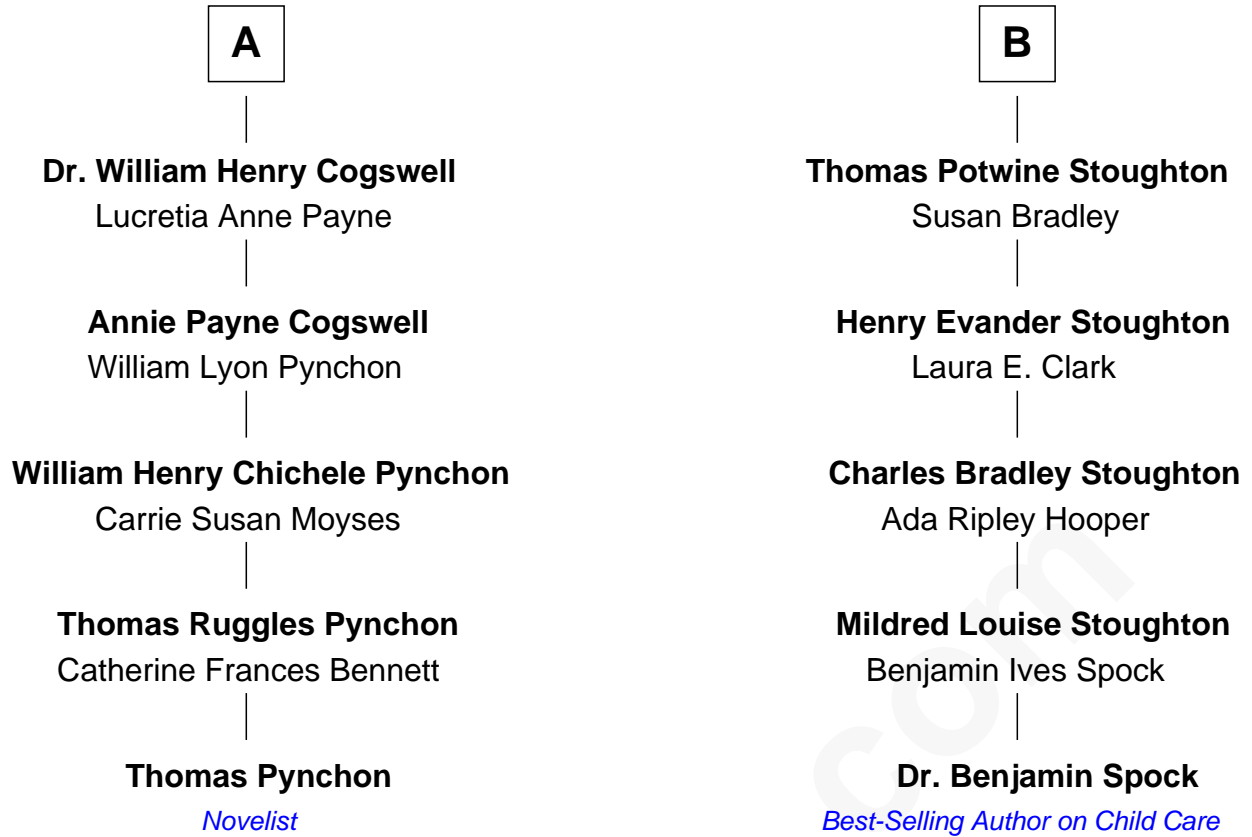 A
Dr. William Henry Cogswell
Lucretia Anne Payne
Annie Payne Cogswell
William Lyon Pynchon
William Henry Chichele Pynchon
Carrie Susan Moyses
Thomas Ruggles Pynchon
Catherine Frances Bennett
Thomas Pynchon
Novelist
B
Thomas Potwine Stoughton
Susan Bradley
Henry Evander Stoughton
Laura E. Clark
Charles Bradley Stoughton
Ada Ripley Hooper
Mildred Louise Stoughton
Benjamin Ives Spock
Dr. Benjamin Spock
Best-Selling Author on Child Care
com